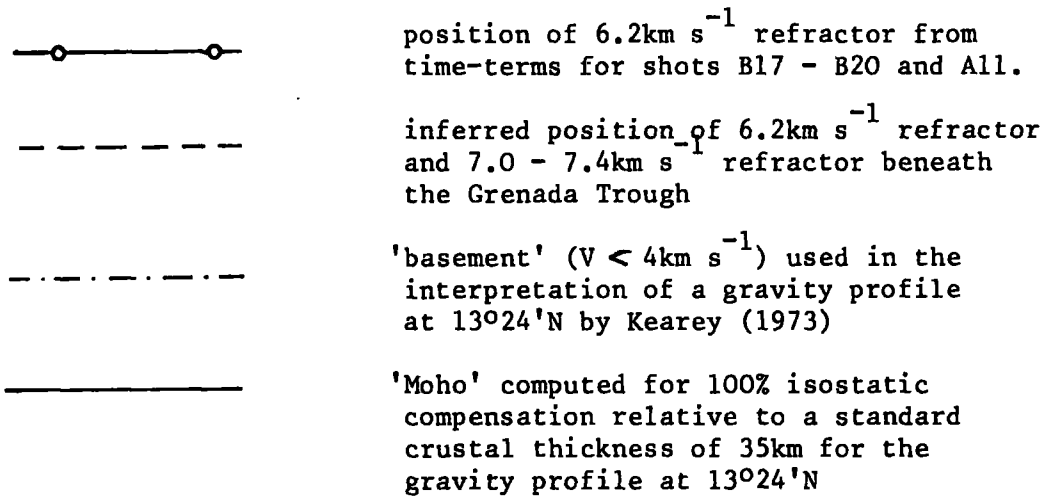 position of 6.2km s⁻¹ refractor from
time-terms for shots B17 - B20 and A11.
inferred position of 6.2km s⁻¹ refractor
and 7.0 - 7.4km s⁻¹ refractor beneath
the Grenada Trough
'basement' (V < 4km s⁻¹) used in the
interpretation of a gravity profile
at 13°24'N by Kearey (1973)
'Moho' computed for 100% isostatic
compensation relative to a standard
crustal thickness of 35km for the
gravity profile at 13°24'N